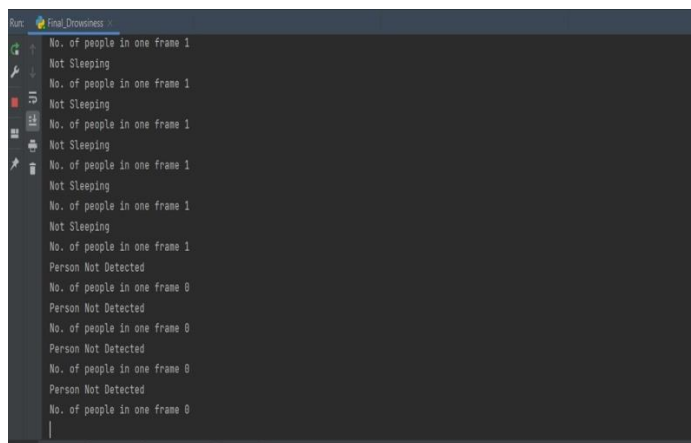 Run: Final_Drowsiness ×
No. of people in one frame 1
Not Sleeping
No. of people in one frame 1
Not Sleeping
No. of people in one frame 1
Not Sleeping
No. of people in one frame 1
Not Sleeping
No. of people in one frame 1
Not Sleeping
No. of people in one frame 1
Person Not Detected
No. of people in one frame 0
Person Not Detected
No. of people in one frame 0
Person Not Detected
No. of people in one frame 0
Person Not Detected
No. of people in one frame 0